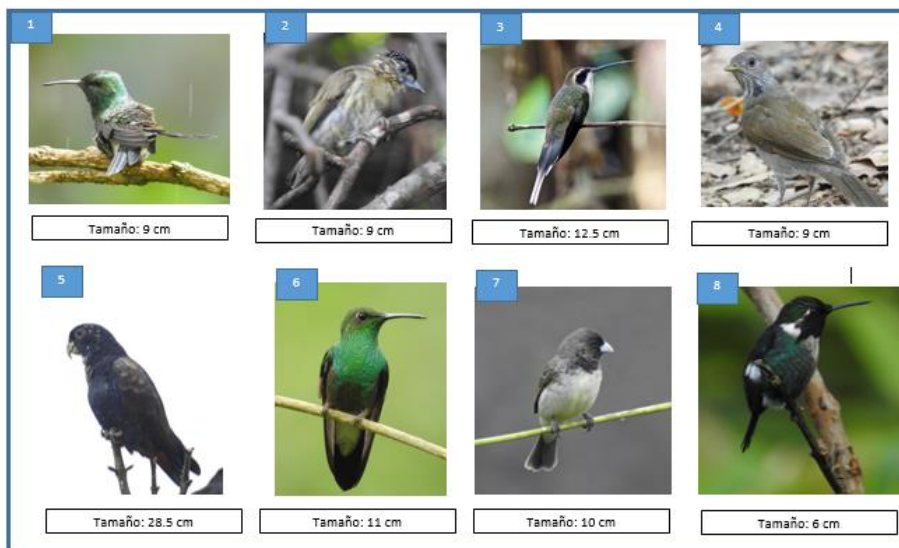 1
2
3
4
Tamaño: 9 cm
Tamaño: 9 cm
Tamaño: 12.5 cm
Tamaño: 9 cm
5
6
7
8
Tamaño: 28.5 cm
Tamaño: 11 cm
Tamaño: 10 cm
Tamaño: 6 cm